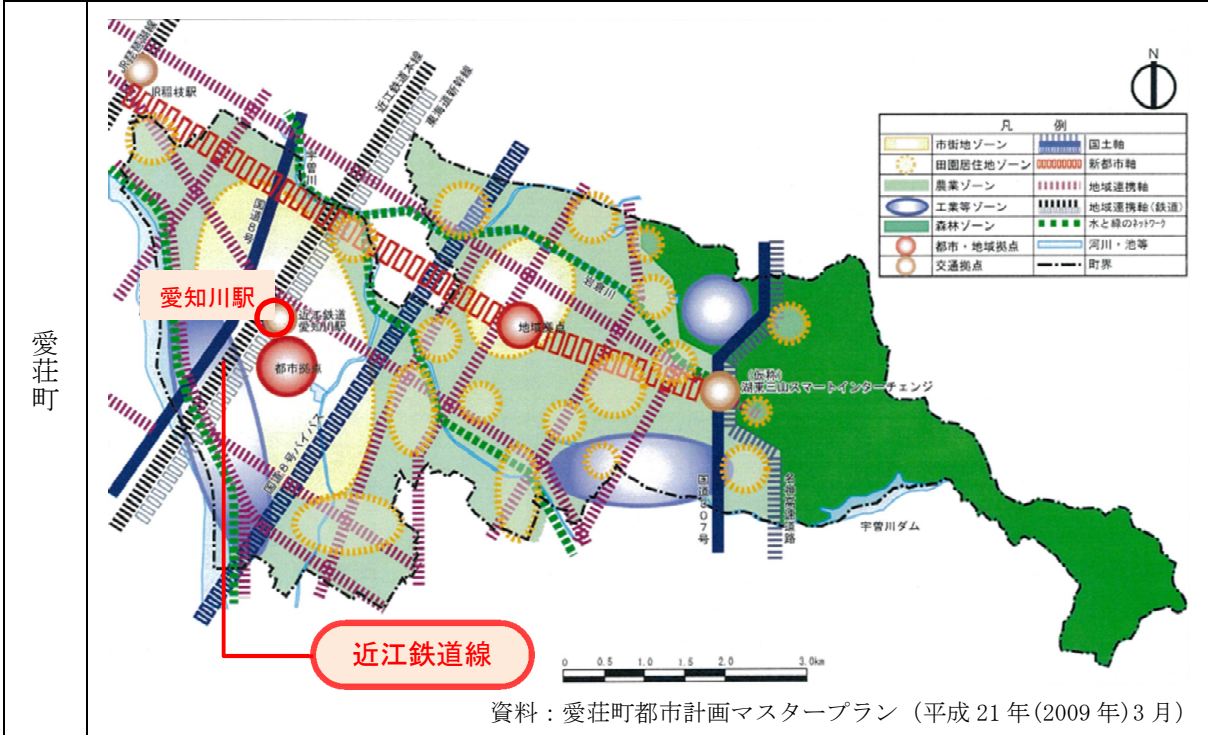 愛荘町
JR琵琶湖線
JR稲枝駅
近江鉄道本線
東海道新幹線
宇曽川
国道8号
愛知川駅
近江鉄道
愛知川駅
都市拠点
国道8号バイパス
岩倉川
地域拠点
(仮称)
湖東三山スマートインターチェンジ
国道307号
名神高速道路
宇曽川ダム
近江鉄道線
N
凡 例
市街地ゾーン 国土軸
田園居住地ゾーン 新都市軸
農業ゾーン 地域連携軸
工業等ゾーン 地域連携軸(鉄道)
森林ゾーン 水と緑のネットワーク
都市・地域拠点 河川・池等
交通拠点 町界
0 0.5 1.0 1.5 2.0 3.0km
資料：愛荘町都市計画マスタープラン（平成 21 年(2009 年)3 月）